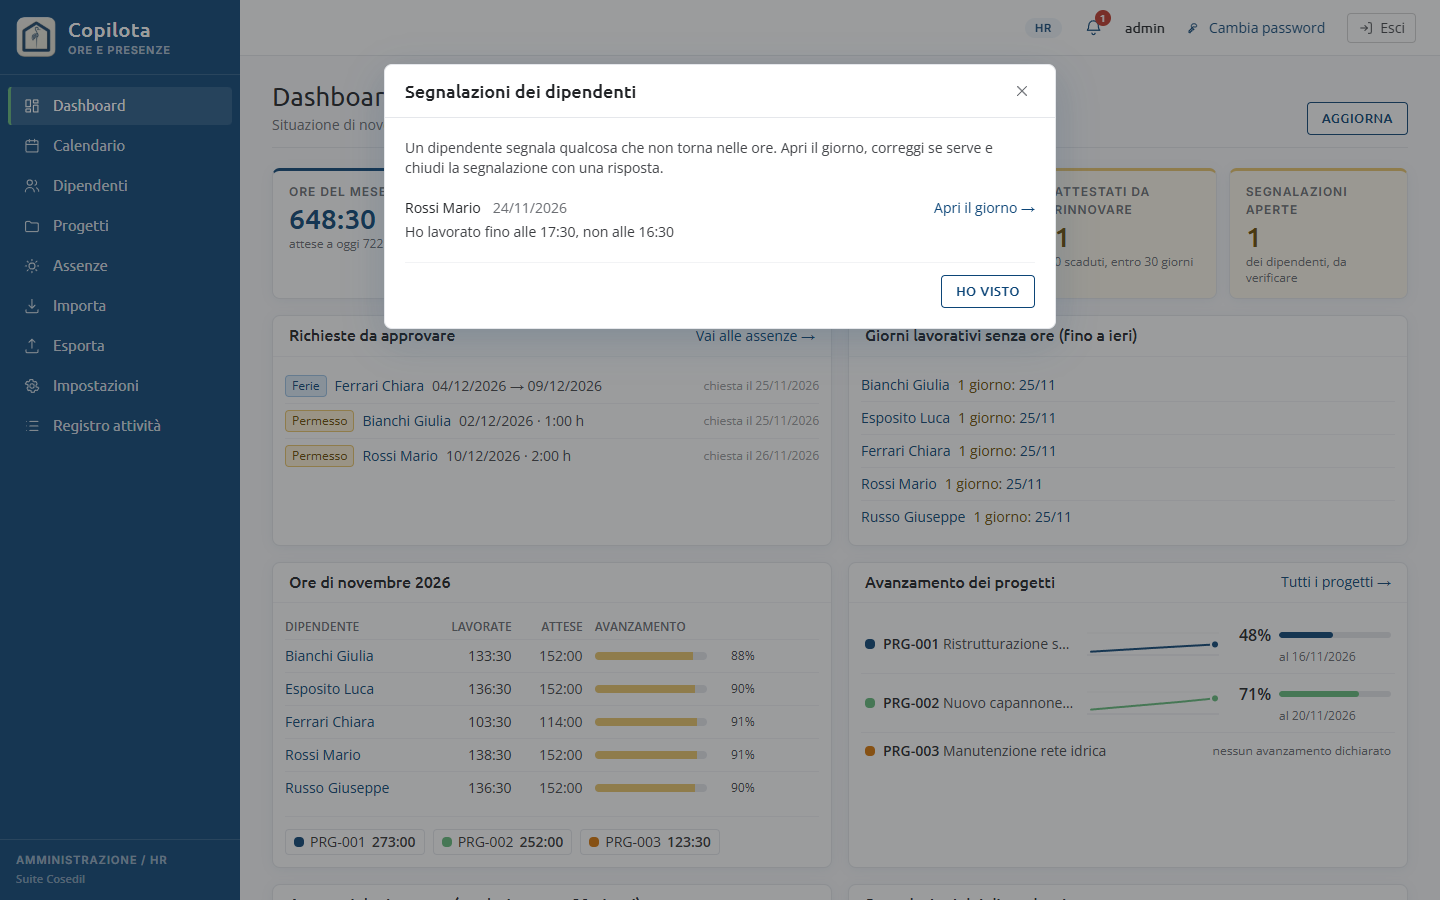 Copilota
ORE E PRESENZE
Dashboard
Calendario
Dipendenti
Progetti
Assenze
Importa
Esporta
Impostazioni
Registro attività
AMMINISTRAZIONE / HR
Suite Cosedil
HR
1
admin
Cambia password
Esci
Dashboar
Situazione di nov
AGGIORNA
Segnalazioni dei dipendenti
Un dipendente segnala qualcosa che non torna nelle ore. Apri il giorno, correggi se serve e
chiudi la segnalazione con una risposta.
Rossi Mario 24/11/2026 Apri il giorno →
Ho lavorato fino alle 17:30, non alle 16:30
HO VISTO
ORE DEL MESE
648:30
attese a oggi 722
ATTESTATI DA
RINNOVARE
1
0 scaduti, entro 30 giorni
SEGNALAZIONI
APERTE
1
dei dipendenti, da
verificare
Richieste da approvare Vai alle assenze →
Ferie Ferrari Chiara 04/12/2026 → 09/12/2026 chiesta il 25/11/2026
Permesso Bianchi Giulia 02/12/2026 · 1:00 h chiesta il 25/11/2026
Permesso Rossi Mario 10/12/2026 · 2:00 h chiesta il 26/11/2026
Giorni lavorativi senza ore (fino a ieri)
Bianchi Giulia 1 giorno: 25/11
Esposito Luca 1 giorno: 25/11
Ferrari Chiara 1 giorno: 25/11
Rossi Mario 1 giorno: 25/11
Russo Giuseppe 1 giorno: 25/11
Ore di novembre 2026
DIPENDENTE LAVORATE ATTESE AVANZAMENTO
Bianchi Giulia 133:30 152:00 88%
Esposito Luca 136:30 152:00 90%
Ferrari Chiara 103:30 114:00 91%
Rossi Mario 138:30 152:00 91%
Russo Giuseppe 136:30 152:00 90%
PRG-001 273:00 PRG-002 252:00 PRG-003 123:30
Avanzamento dei progetti Tutti i progetti →
PRG-001 Ristrutturazione s... 48%
al 16/11/2026
PRG-002 Nuovo capannone... 71%
al 20/11/2026
PRG-003 Manutenzione rete idrica nessun avanzamento dichiarato